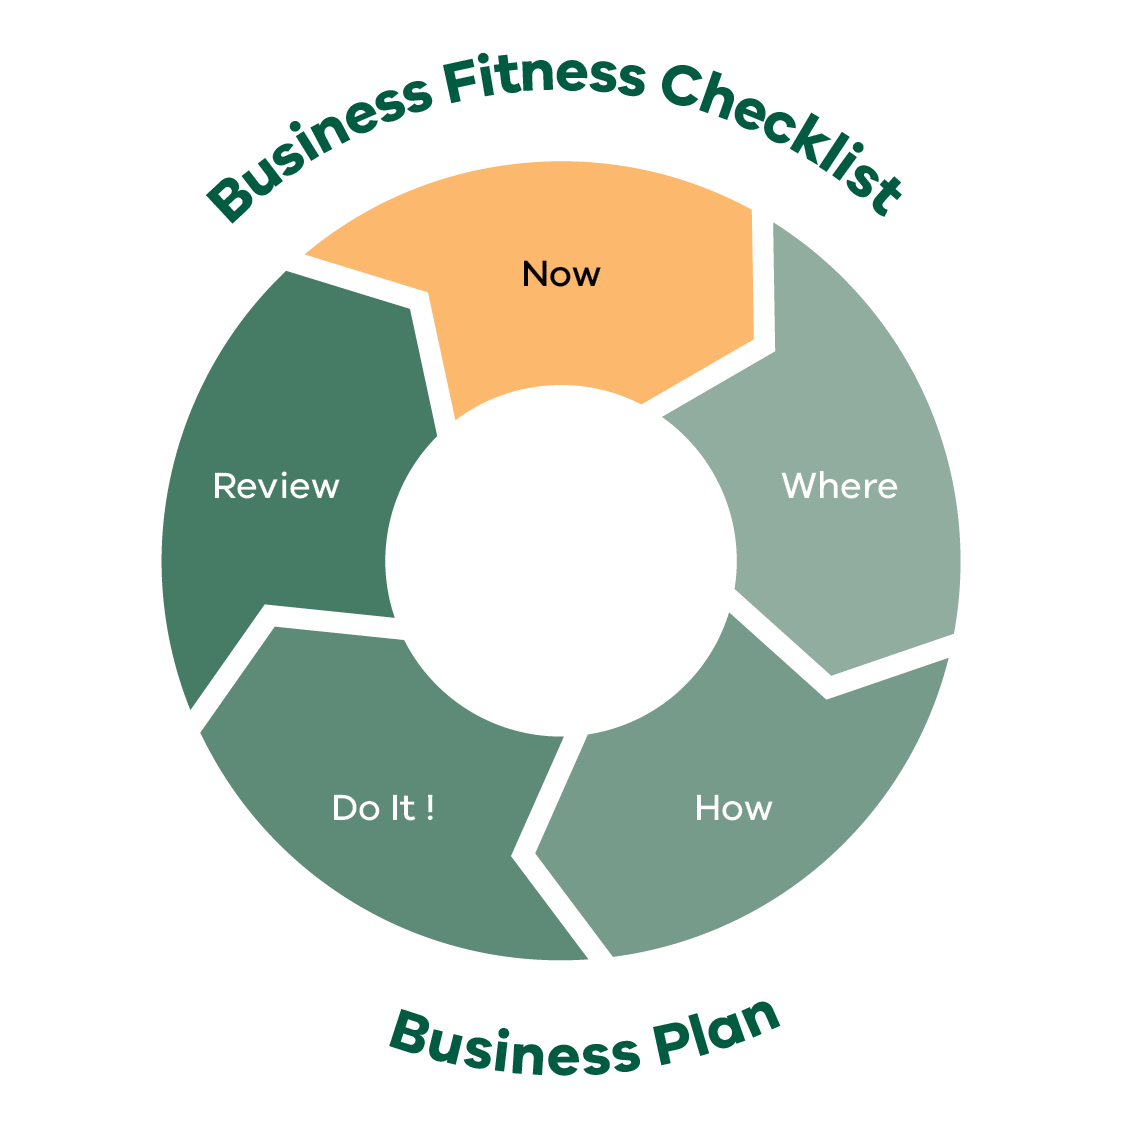 Business Fitness Checklist
Now
Where
How
Do It !
Review
Business Plan